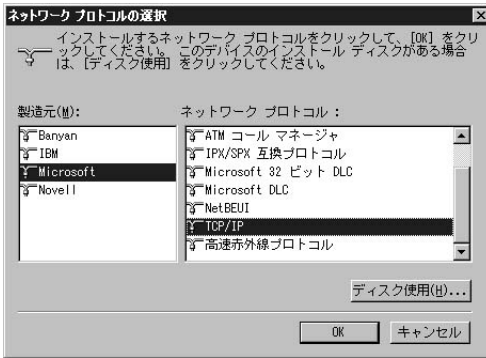 ネットワーク プロトコルの選択
インストールするネットワーク プロトコルをクリックして、[OK] をクリ
ックしてください。 このデバイスのインストール ディスクがある場合
は、[ディスク使用] をクリックしてください。
製造元(M):
ネットワーク プロトコル :
Banyan
IBM
Microsoft
Novell
ATM コール マネージャ
IPX/SPX 互換プロトコル
Microsoft 32 ビット DLC
Microsoft DLC
NetBEUI
TCP/IP
高速赤外線プロトコル
ディスク使用(H)...
OK
キャンセル